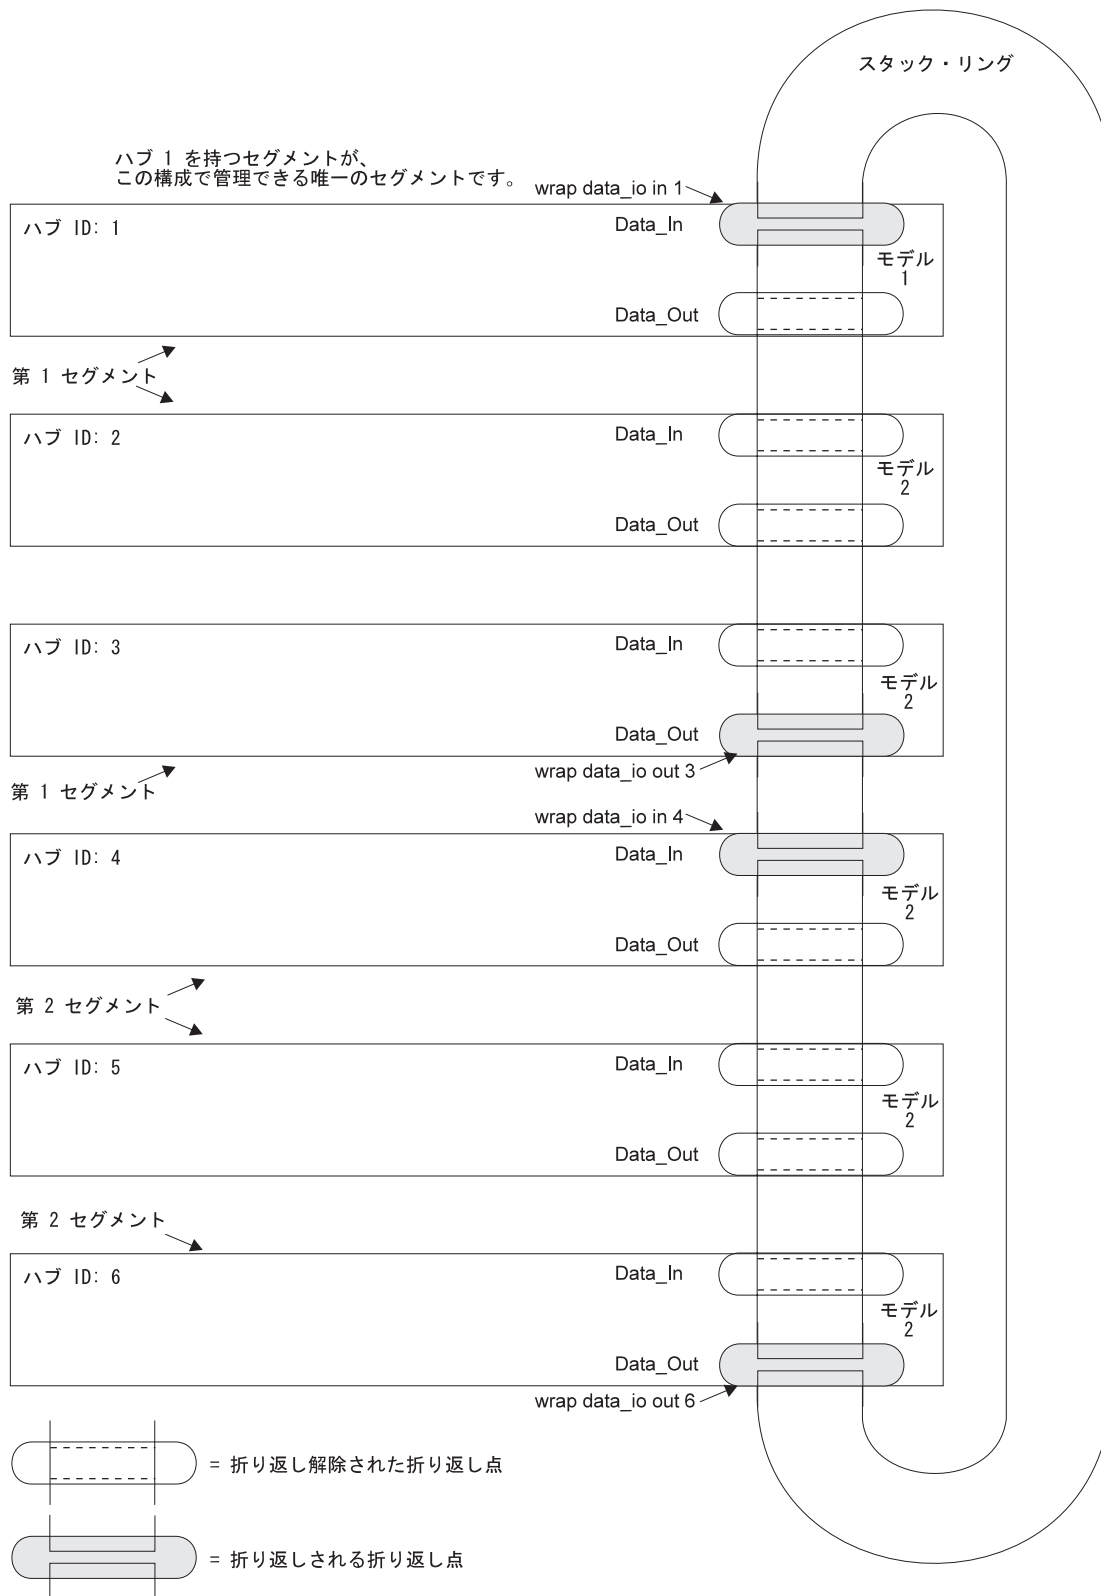 スタック・リング
ハブ 1 を持つセグメントが、
この構成で管理できる唯一のセグメントです。
wrap data_io in 1
ハブ ID: 1
Data_In
モデル
1
Data_Out
第 1 セグメント
ハブ ID: 2
Data_In
モデル
2
Data_Out
ハブ ID: 3
Data_In
モデル
2
Data_Out
wrap data_io out 3
第 1 セグメント
wrap data_io in 4
ハブ ID: 4
Data_In
モデル
2
Data_Out
第 2 セグメント
ハブ ID: 5
Data_In
モデル
2
Data_Out
第 2 セグメント
ハブ ID: 6
Data_In
モデル
2
Data_Out
wrap data_io out 6
= 折り返し解除された折り返し点
= 折り返しされる折り返し点